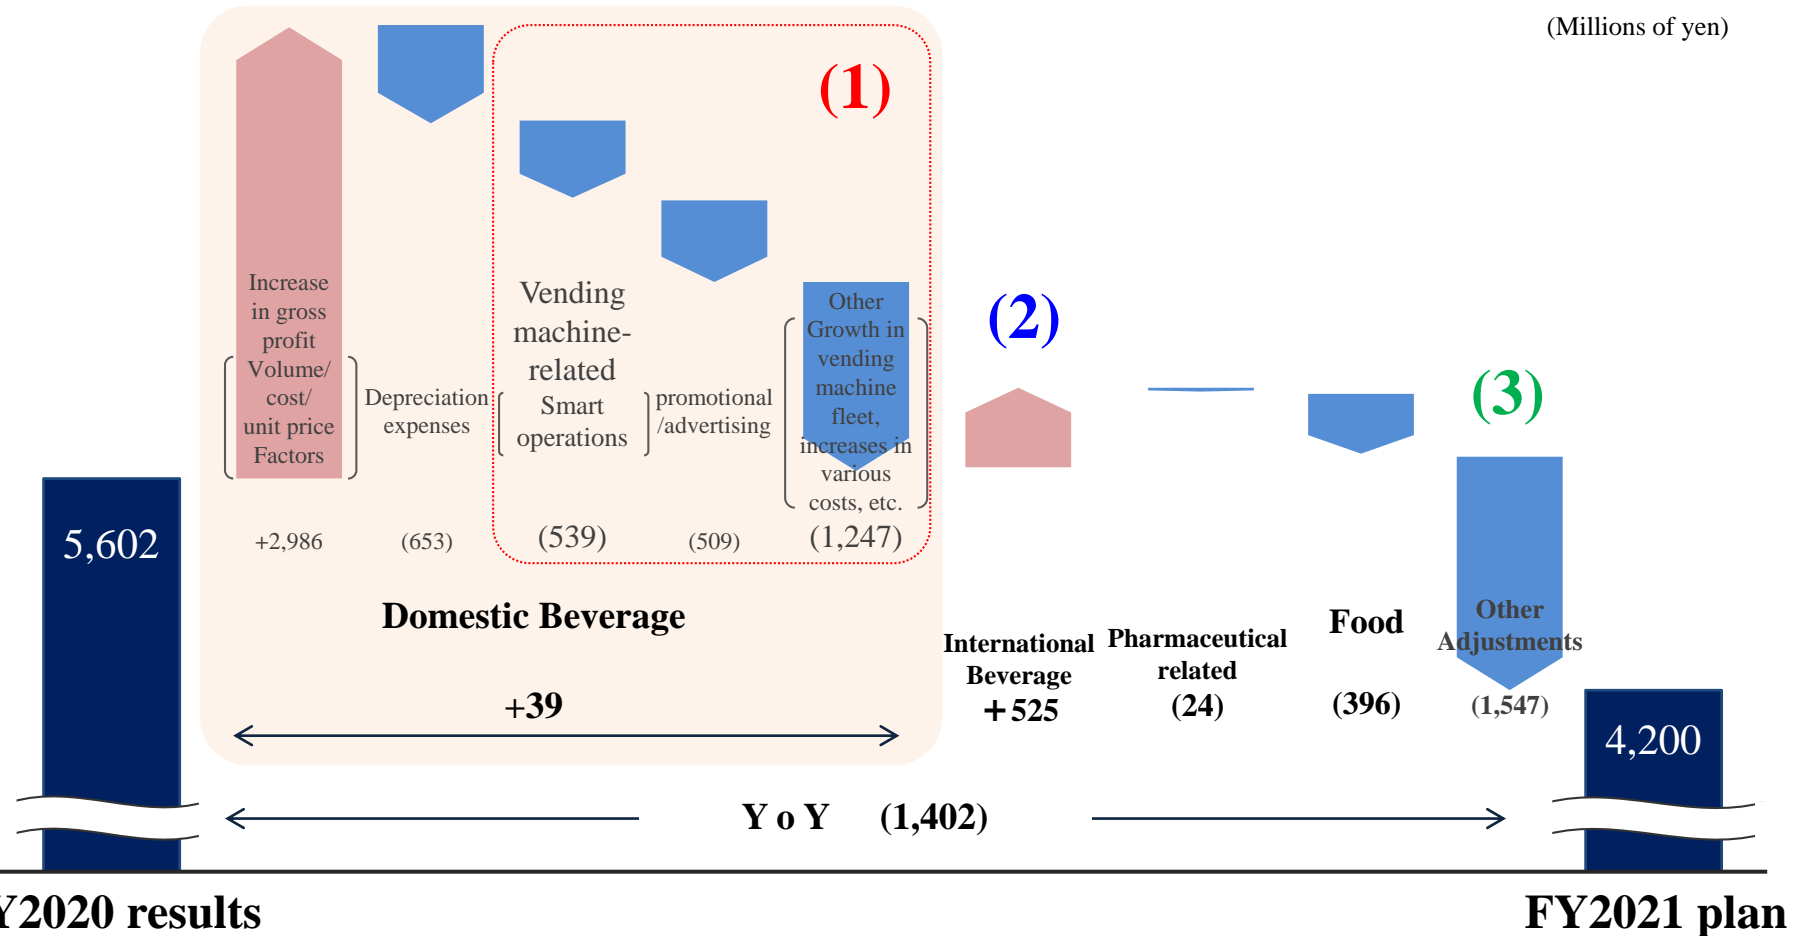 (Millions of yen)
(1)
Increase
in gross
profit
Volume/
cost/
unit price
Factors
+2,986
Depreciation
expenses
(653)
Vending
machine-
related
Smart
operations
(539)
promotional
/advertising
(509)
Other
Growth in
vending
machine
fleet,
increases in
various
costs, etc.
(1,247)
Domestic Beverage
+39
(2)
International
Beverage
+525
Pharmaceutical
related
(24)
Food
(396)
(3)
Other
Adjustments
(1,547)
5,602
4,200
Y o Y (1,402)
Y2020 results
FY2021 plan